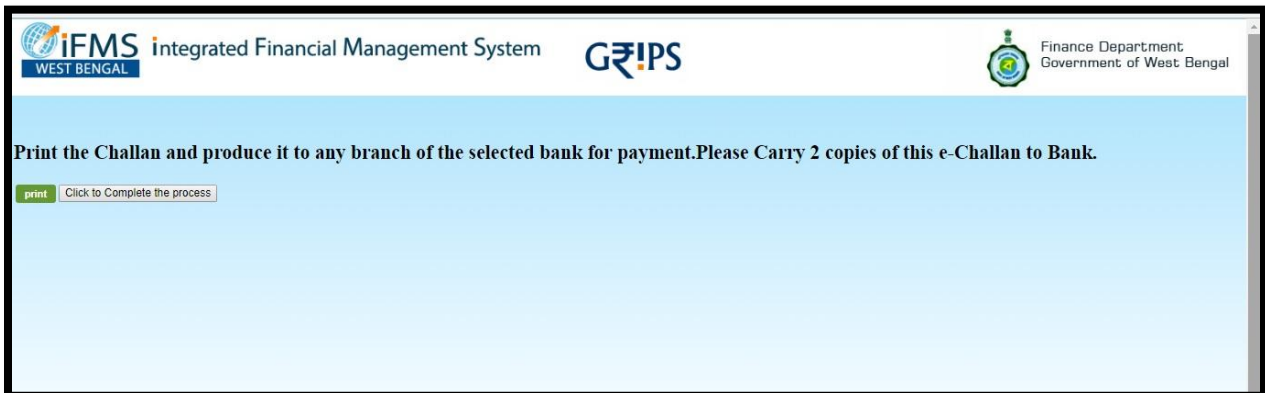 iFMS integrated Financial Management System
WEST BENGAL
GR₹!PS
Finance Department
Government of West Bengal
Print the Challan and produce it to any branch of the selected bank for payment.Please Carry 2 copies of this e-Challan to Bank.
print Click to Complete the process